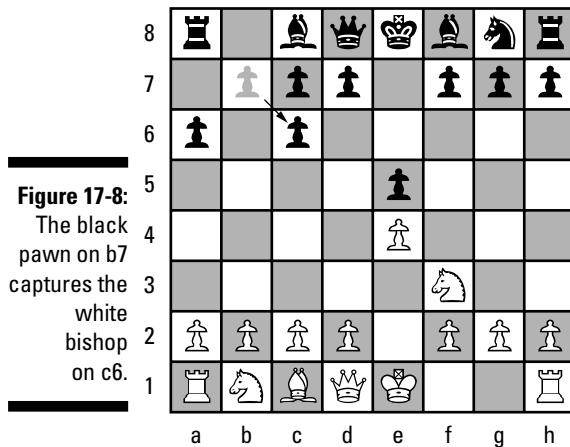 Figure 17-8:
The black
pawn on b7
captures the
white
bishop
on c6.
8
7
6
5
4
3
2
1
a b c d e f g h